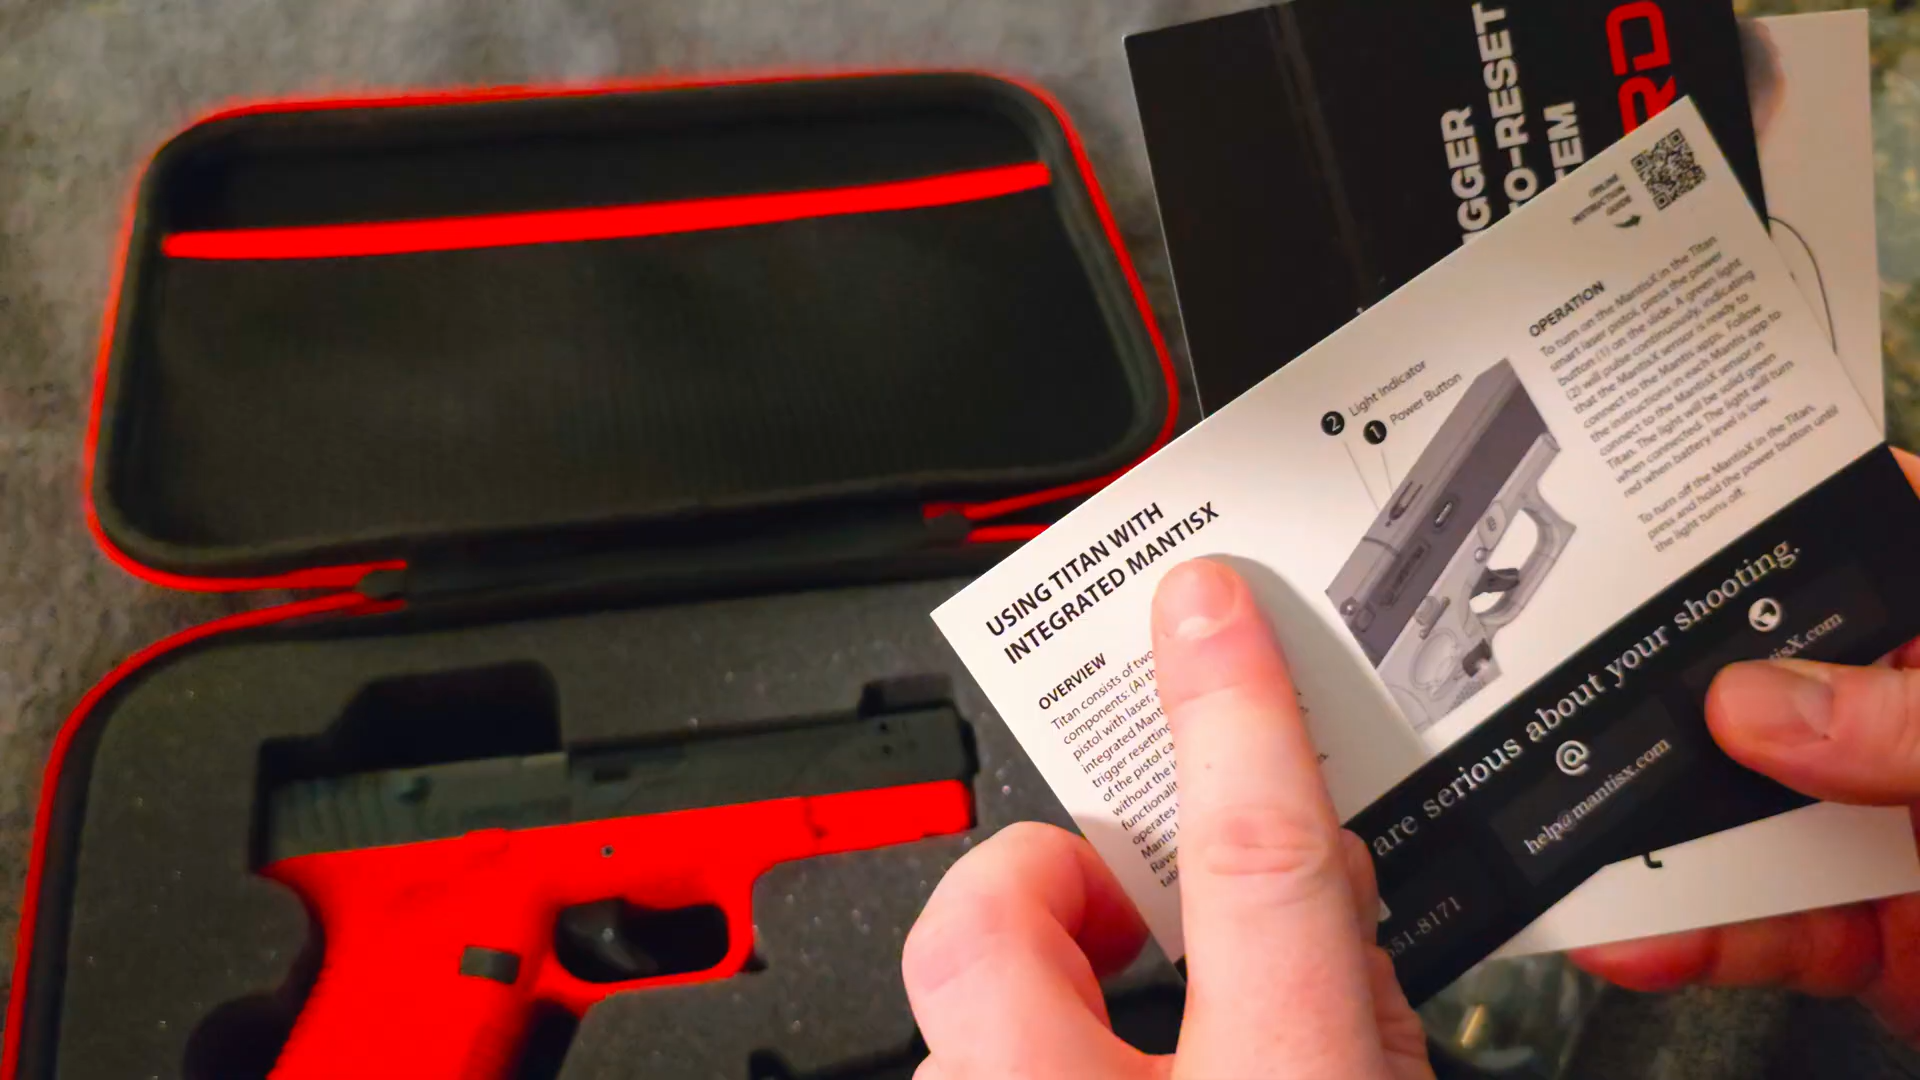 USING TITAN WITH
INTEGRATED MANTISX
OVERVIEW
Titan consists of two
components: (A) th
pistol with laser, a
integrated Mant
trigger resetting
of the pistol ca
without the i
functionalit
operates
Mantis
Rave
tab
2 Light Indicator
1 Power Button
OPERATION
To turn on the MantisX in the Titan
smart laser pistol, press the power
button (1) on the slide. A green light
(2) will pulse continuously, indicating
that the MantisX sensor is ready to
connect to the Mantis apps. Follow
the instructions in each Mantis app to
connect to the MantisX sensor in
Titan. The light will be solid green
when connected. The light will turn
red when battery level is low.
To turn off the MantisX in the Titan,
press and hold the power button until
the light turns off.
ONLINE
INSTRUCTION
GUIDE
are serious about your shooting.
551-8171
@
help@mantisx.com
tisX.com
IGGER
TO-RESET
TEM
RD